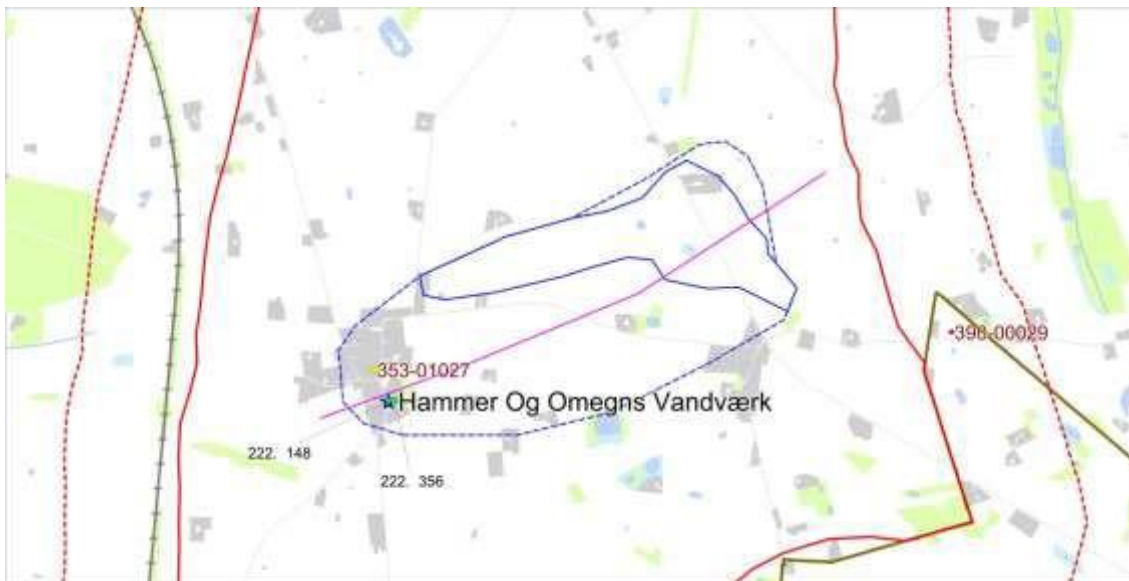 398-00029
353-01027
Hammer Og Omegns Vandværk
222. 148
222. 356